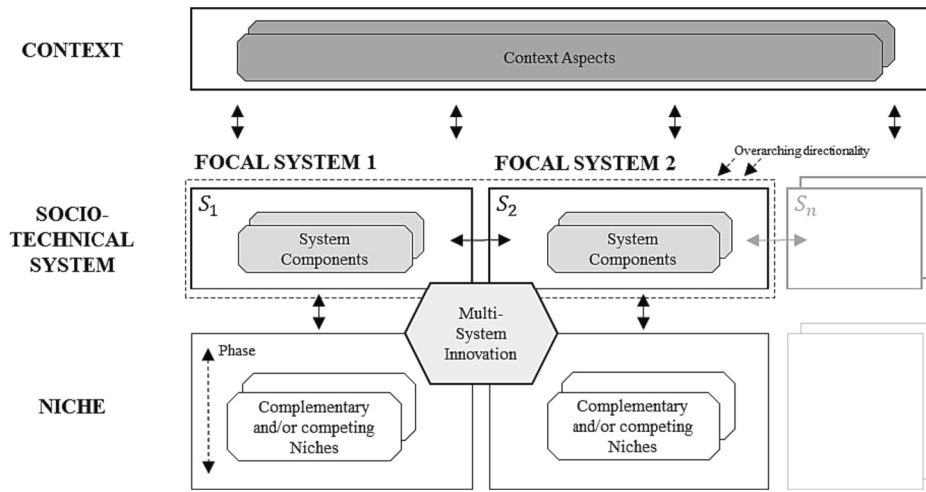 CONTEXT
Context Aspects
FOCAL SYSTEM 1
FOCAL SYSTEM 2
Overarching directionality
SOCIO-
TECHNICAL
SYSTEM
S1
System
Components
S2
System
Components
Sn
Multi-
System
Innovation
NICHE
Phase
Complementary
and/or competing
Niches
Complementary
and/or competing
Niches